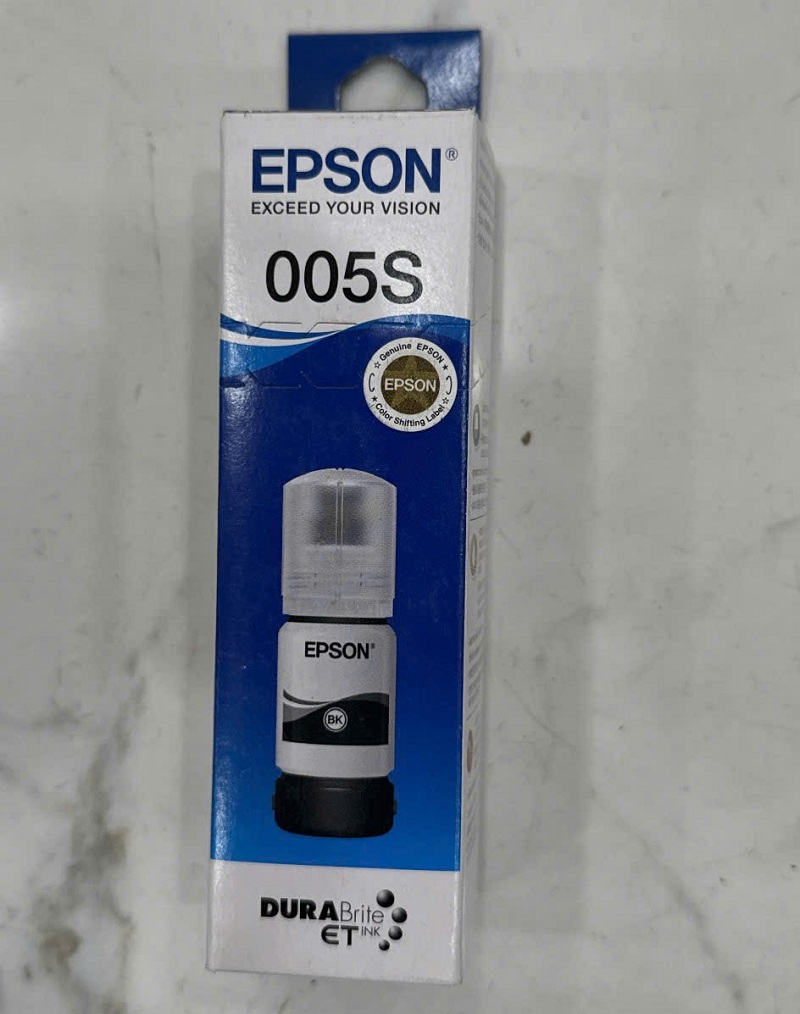 EPSON®
EXCEED YOUR VISION
005S
Genuine EPSON
EPSON
Color Shifting Label
EPSON®
BK
DURABrite
ET INK